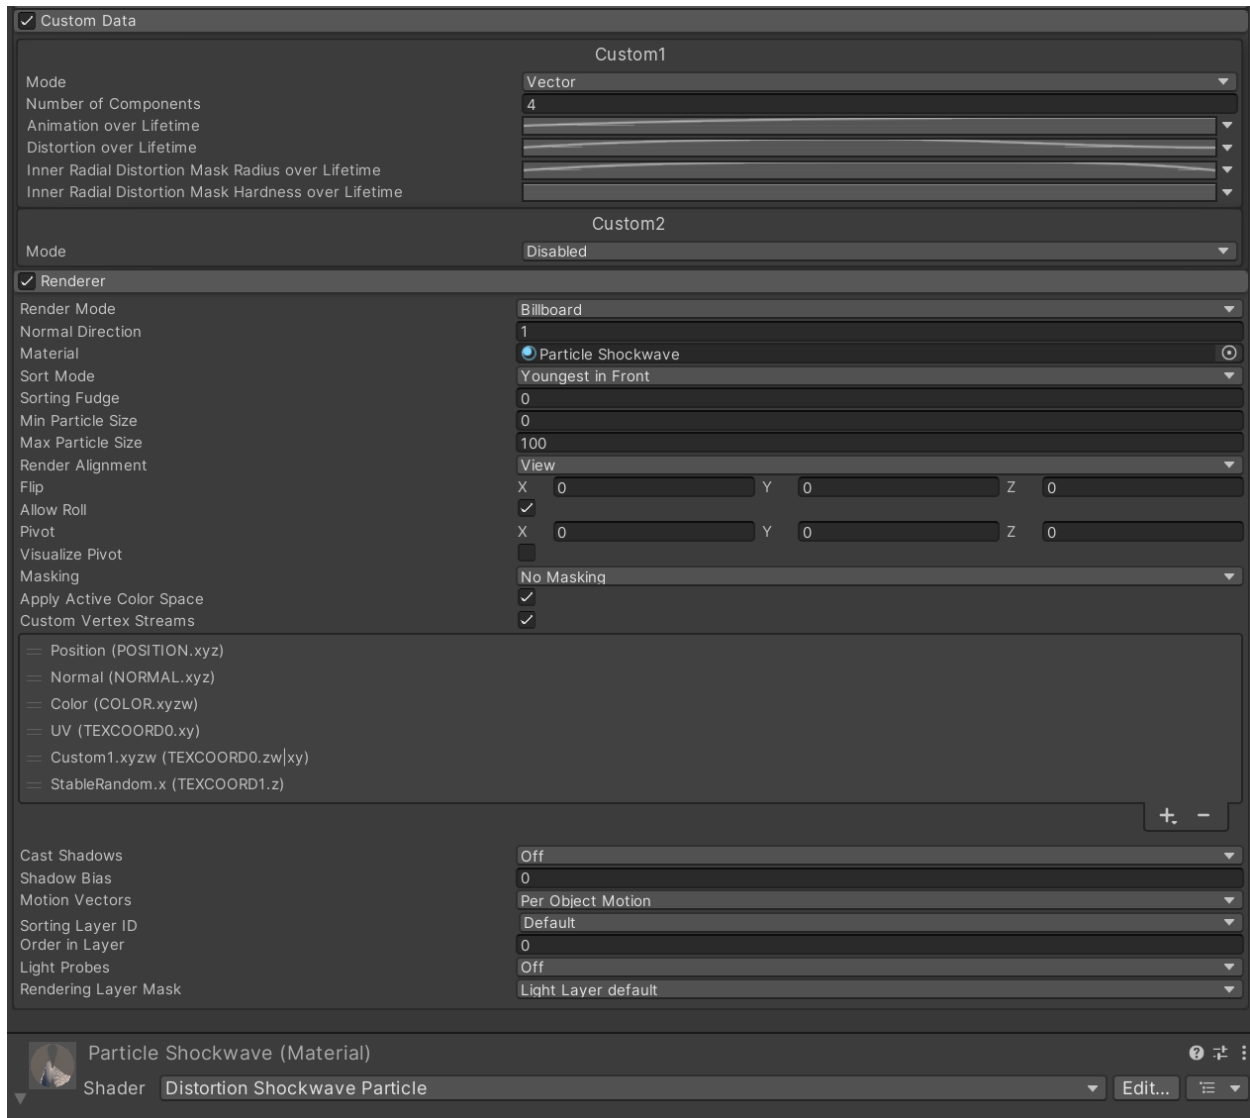 Custom Data
Custom1
Mode Vector
Number of Components 4
Animation over Lifetime
Distortion over Lifetime
Inner Radial Distortion Mask Radius over Lifetime
Inner Radial Distortion Mask Hardness over Lifetime
Custom2
Mode Disabled
Renderer
Render Mode Billboard
Normal Direction 1
Material Particle Shockwave
Sort Mode Youngest in Front
Sorting Fudge 0
Min Particle Size 0
Max Particle Size 100
Render Alignment View
Flip X 0 Y 0 Z 0
Allow Roll
Pivot X 0 Y 0 Z 0
Visualize Pivot
Masking No Masking
Apply Active Color Space
Custom Vertex Streams
Position (POSITION.xyz)
Normal (NORMAL.xyz)
Color (COLOR.xyzw)
UV (TEXCOORD0.xy)
Custom1.xyzw (TEXCOORD0.zw|xy)
StableRandom.x (TEXCOORD1.z)
Cast Shadows Off
Shadow Bias 0
Motion Vectors Per Object Motion
Sorting Layer ID Default
Order in Layer 0
Light Probes Off
Rendering Layer Mask Light Layer default
Particle Shockwave (Material)
Shader Distortion Shockwave Particle Edit...